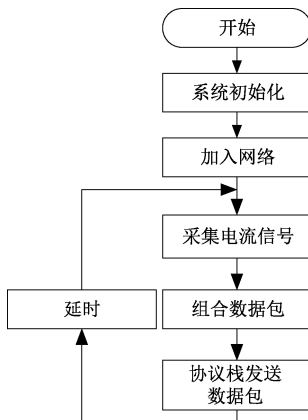 开始
系统初始化
加入网络
采集电流信号
延时
组合数据包
协议栈发送
数据包